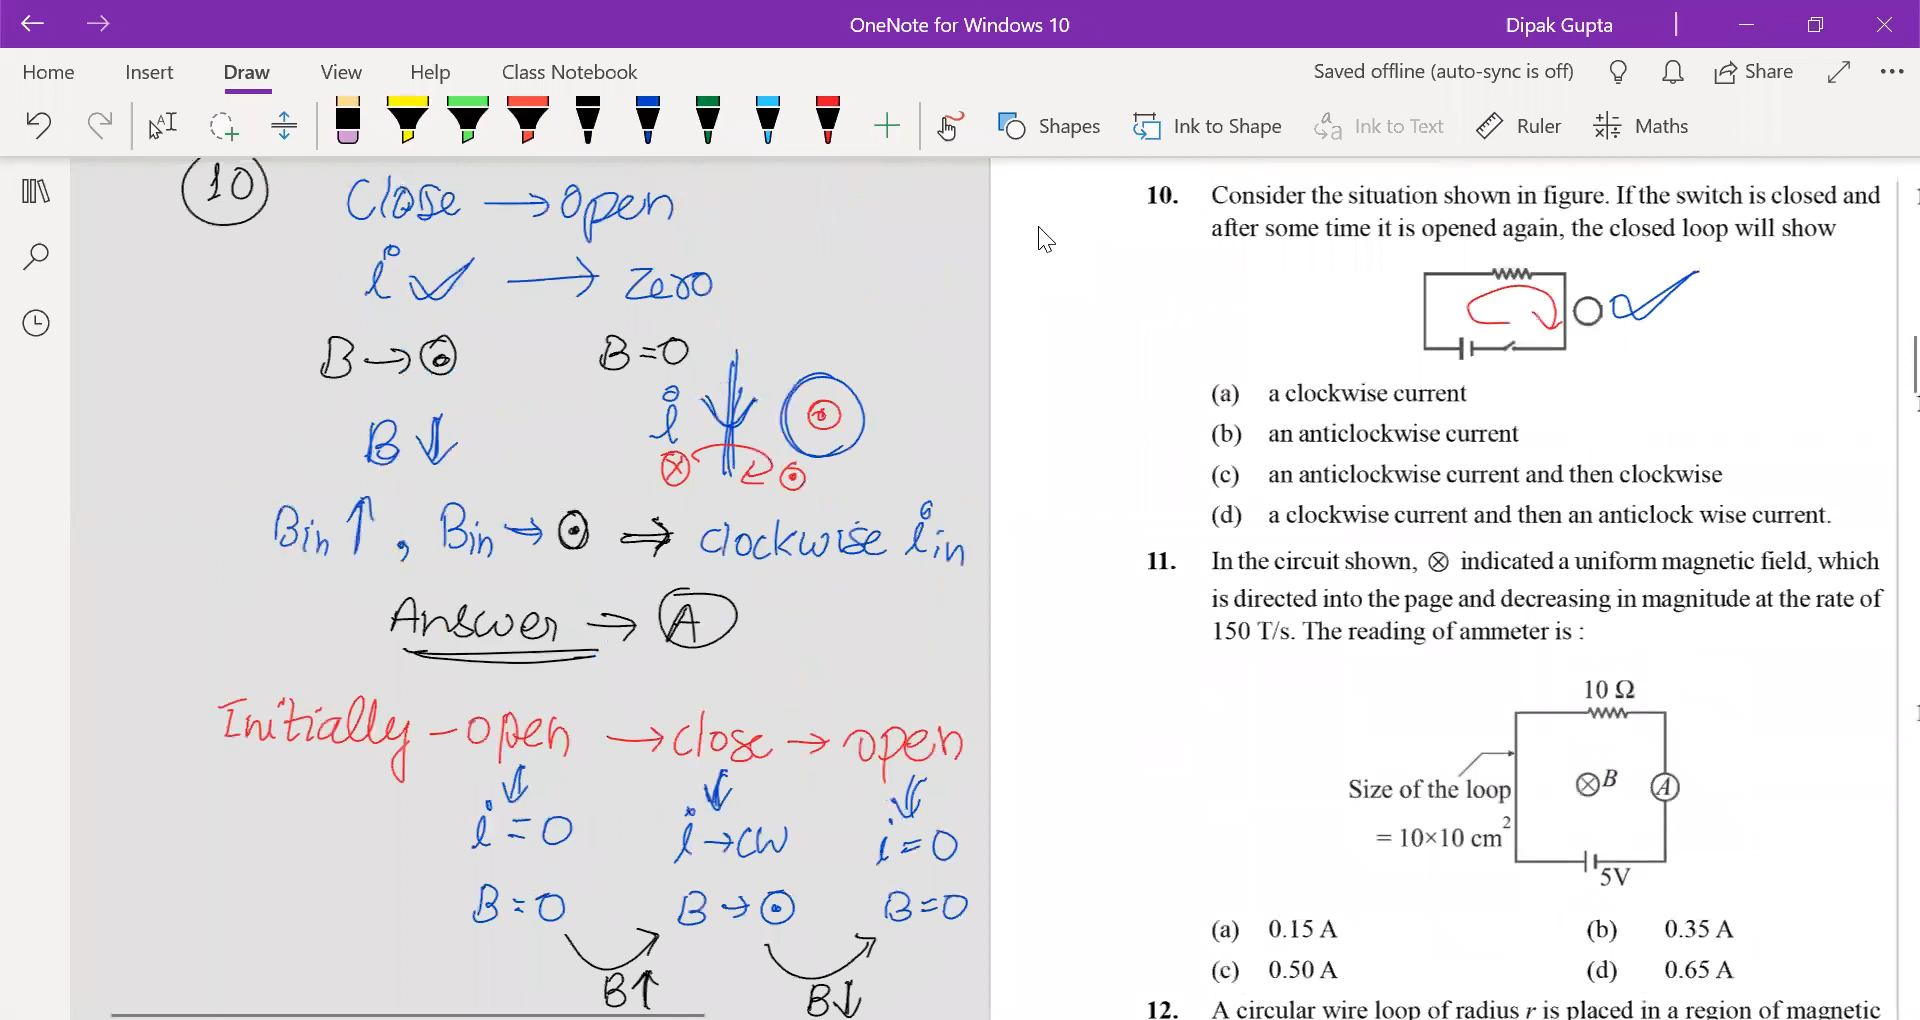 OneNote for Windows 10
Dipak Gupta
Home Insert Draw View Help Class Notebook
Saved offline (auto-sync is off) Share
Shapes Ink to Shape Ink to Text Ruler Maths
10
Close → open
i ✓ → zero
B → ⊙ B = 0
B ↓
i
⊗ ⊙
Bin ↑, Bin → ⊙ ⇒ clockwise iin
Answer → A
Initially - open → close → open
i = 0 i → CW i = 0
B = 0 B → ⊙ B = 0
B↑ B↓
10. Consider the situation shown in figure. If the switch is closed and
after some time it is opened again, the closed loop will show
(a) a clockwise current
(b) an anticlockwise current
(c) an anticlockwise current and then clockwise
(d) a clockwise current and then an anticlock wise current.
11. In the circuit shown, ⊗ indicated a uniform magnetic field, which
is directed into the page and decreasing in magnitude at the rate of
150 T/s. The reading of ammeter is :
10 Ω
Size of the loop
= 10×10 cm²
⊗B
A
5V
(a) 0.15 A (b) 0.35 A
(c) 0.50 A (d) 0.65 A
12. A circular wire loop of radius r is placed in a region of magnetic